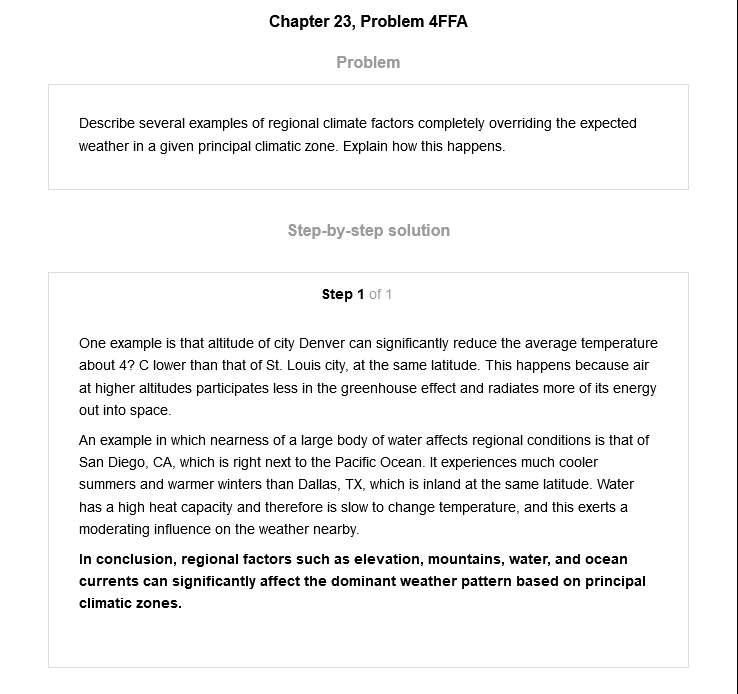 Chapter 23, Problem 4FFA
Problem
Describe several examples of regional climate factors completely overriding the expected
weather in a given principal climatic zone. Explain how this happens.
Step-by-step solution
Step 1 of 1
One example is that altitude of city Denver can significantly reduce the average temperature
about 4? C lower than that of St. Louis city, at the same latitude. This happens because air
at higher altitudes participates less in the greenhouse effect and radiates more of its energy
out into space.
An example in which nearness of a large body of water affects regional conditions is that of
San Diego, CA, which is right next to the Pacific Ocean. It experiences much cooler
summers and warmer winters than Dallas, TX, which is inland at the same latitude. Water
has a high heat capacity and therefore is slow to change temperature, and this exerts a
moderating influence on the weather nearby.
In conclusion, regional factors such as elevation, mountains, water, and ocean
currents can significantly affect the dominant weather pattern based on principal
climatic zones.